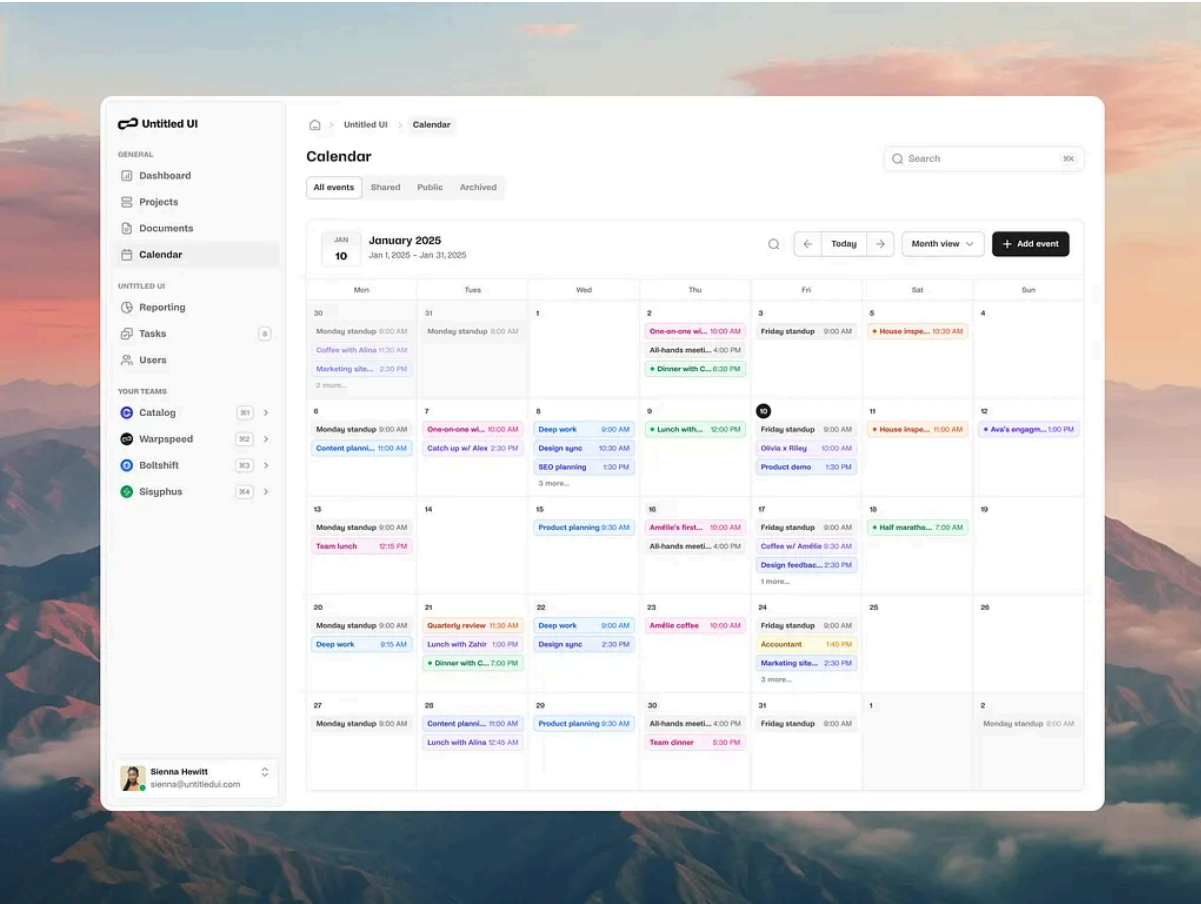 Untitled UI
GENERAL
Dashboard
Projects
Documents
Calendar
UNTITLED UI
Reporting
Tasks 8
Users
YOUR TEAMS
Catalog ⌘1
Warpspeed ⌘2
Boltshift ⌘3
Sisyphus ⌘4
Sienna Hewitt
sienna@untitledui.com
Untitled UI Calendar
Calendar
Search ⌘K
All events Shared Public Archived
JAN
10
January 2025
Jan 1, 2025 – Jan 31, 2025
Today
Month view
Add event
Mon Tues Wed Thu Fri Sat Sun
30
Monday standup 9:00 AM
Coffee with Alina 11:30 AM
Marketing site... 2:30 PM
2 more...
31
Monday standup 9:00 AM
1
2
One-on-one wi... 10:00 AM
All-hands meeti... 4:00 PM
Dinner with C... 6:30 PM
3
Friday standup 9:00 AM
5
House inspe... 10:30 AM
4
6
Monday standup 9:00 AM
Content planni... 11:00 AM
7
One-on-one wi... 10:00 AM
Catch up w/ Alex 2:30 PM
8
Deep work 9:00 AM
Design sync 10:30 AM
SEO planning 1:30 PM
3 more...
9
Lunch with... 12:00 PM
10
Friday standup 9:00 AM
Olivia x Riley 10:00 AM
Product demo 1:30 PM
11
House inspe... 11:00 AM
12
Ava's engagm... 1:00 PM
13
Monday standup 9:00 AM
Team lunch 12:15 PM
14
15
Product planning 9:30 AM
16
Amélie's first... 10:00 AM
All-hands meeti... 4:00 PM
17
Friday standup 9:00 AM
Coffee w/ Amélie 9:30 AM
Design feedbac... 2:30 PM
1 more...
18
Half maratho... 7:00 AM
19
20
Monday standup 9:00 AM
Deep work 9:15 AM
21
Quarterly review 11:30 AM
Lunch with Zahir 1:00 PM
Dinner with C... 7:00 PM
22
Deep work 9:00 AM
Design sync 2:30 PM
23
Amélie coffee 10:00 AM
24
Friday standup 9:00 AM
Accountant 1:45 PM
Marketing site... 2:30 PM
3 more...
25
26
27
Monday standup 9:00 AM
28
Content planni... 11:00 AM
Lunch with Alina 12:45 AM
29
Product planning 9:30 AM
30
All-hands meeti... 4:00 PM
Team dinner 5:30 PM
31
Friday standup 9:00 AM
1
2
Monday standup 9:00 AM